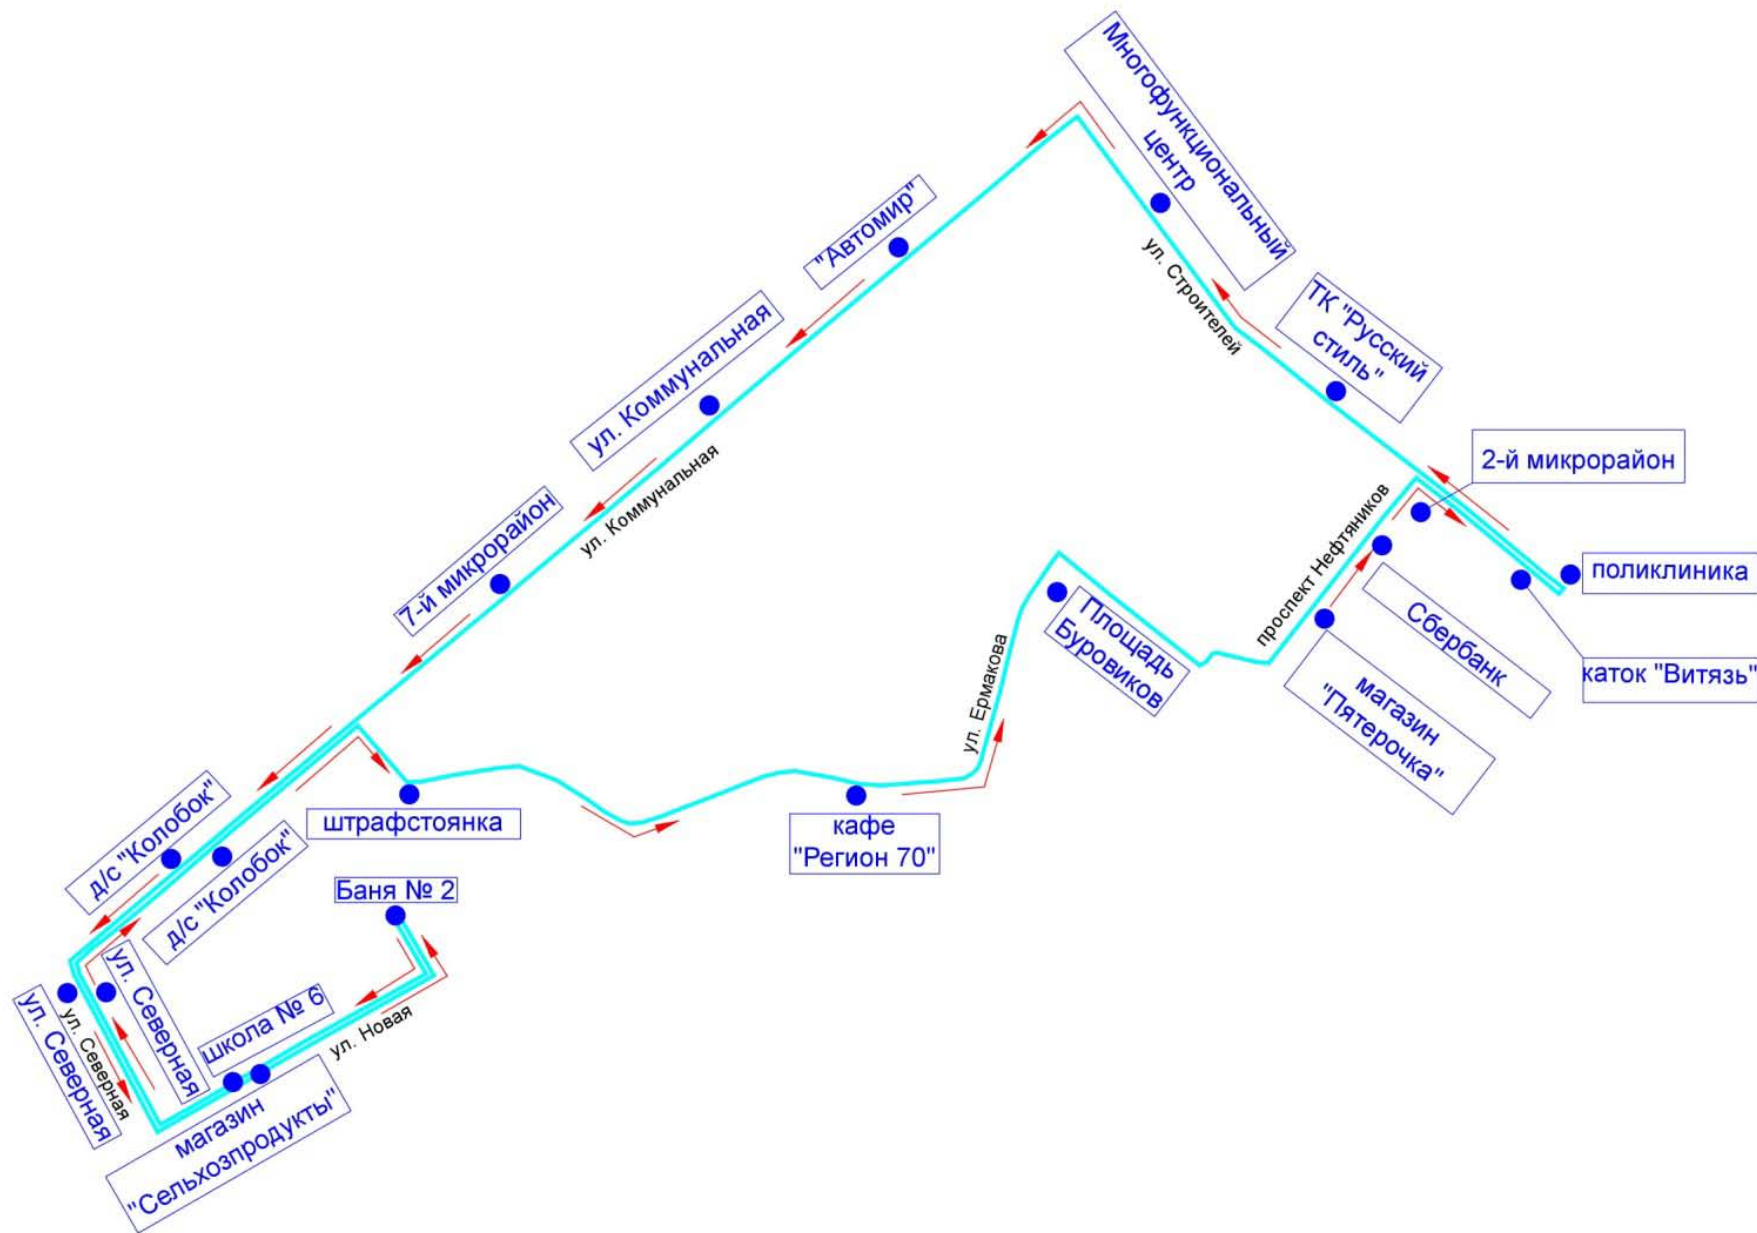 Многофункциональный
центр
"Автомир"
ул. Строителей
ТК "Русский
стиль"
ул. Коммунальная
ул. Коммунальная
2-й микрорайон
7-й микрорайон
проспект Нефтяников
поликлиника
Сбербанк
каток "Витязь"
Площадь
Буровиков
ул. Ермакова
магазин
"Пятерочка"
д/с "Колобок"
штрафстоянка
кафе
"Регион 70"
д/с "Колобок"
Баня № 2
ул. Северная
ул. Северная
ул. Северная
школа № 6
ул. Новая
магазин
"Сельхозпродукты"